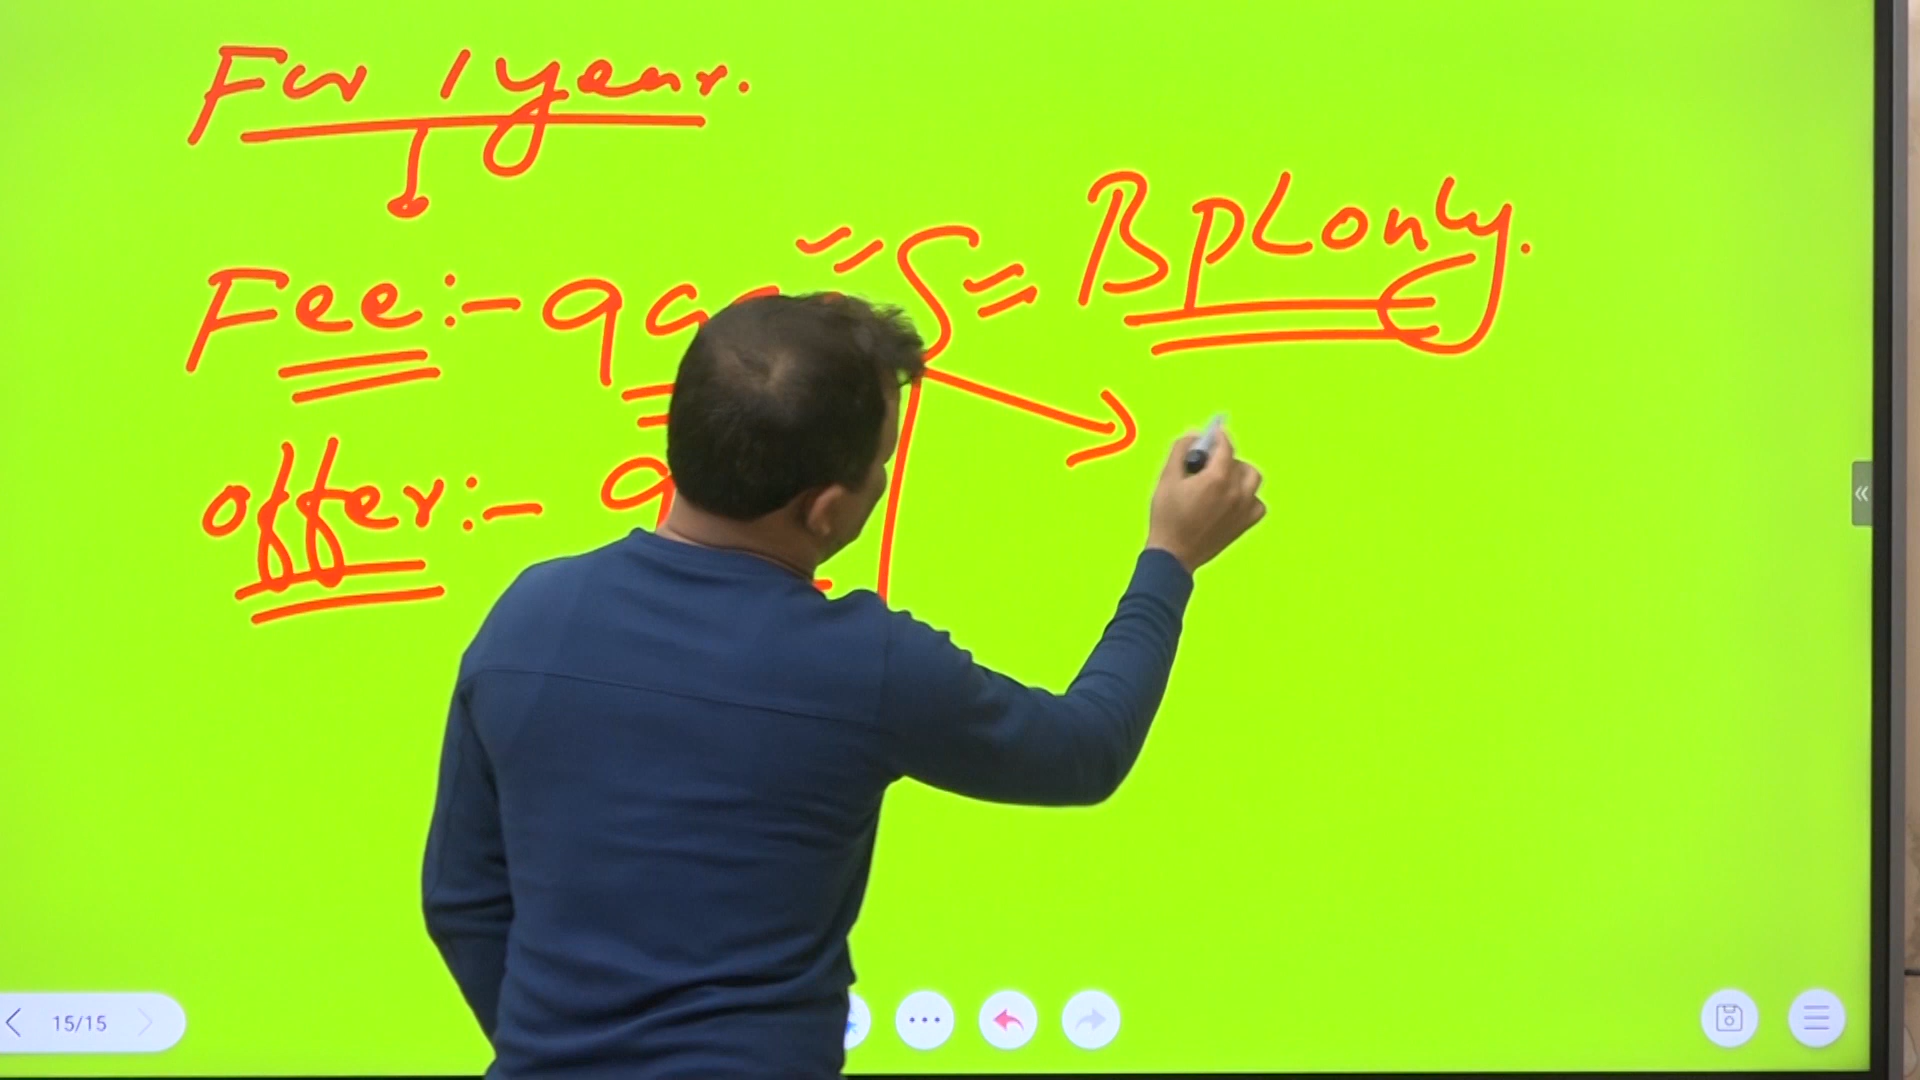 For 1 year.
BPL only.
Fee:-
offer:-
15/15